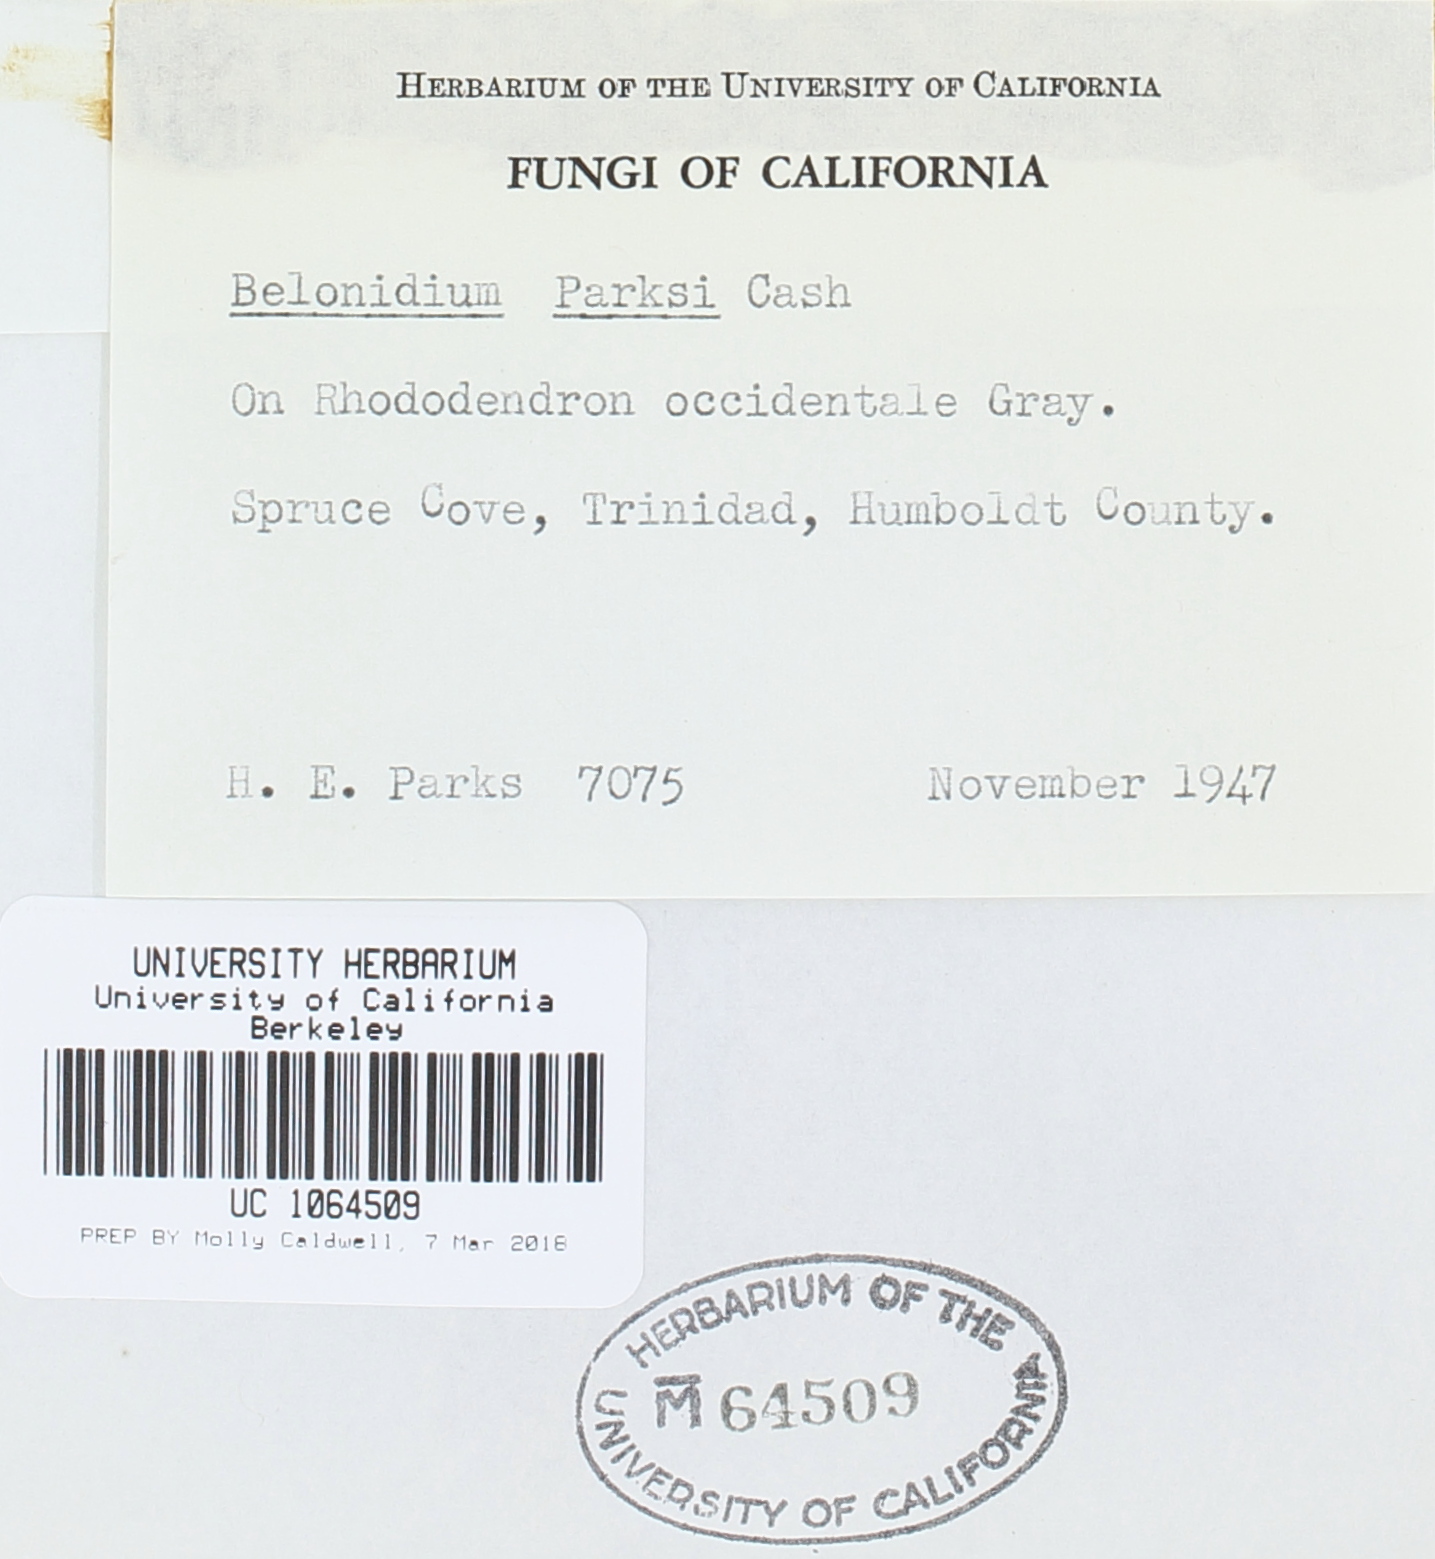 HERBARIUM OF THE UNIVERSITY OF CALIFORNIA
FUNGI OF CALIFORNIA
Belonidium Parksi Cash
On Rhododendron occidentale Gray.
Spruce Cove, Trinidad, Humboldt County.
H. E. Parks 7075 November 1947
UNIVERSITY HERBARIUM
University of California
Berkeley
UC 1064509
PREP BY Molly Caldwell, 7 Mar 2018
HERBARIUM OF THE
M̅ 64509
UNIVERSITY OF CALIFORNIA